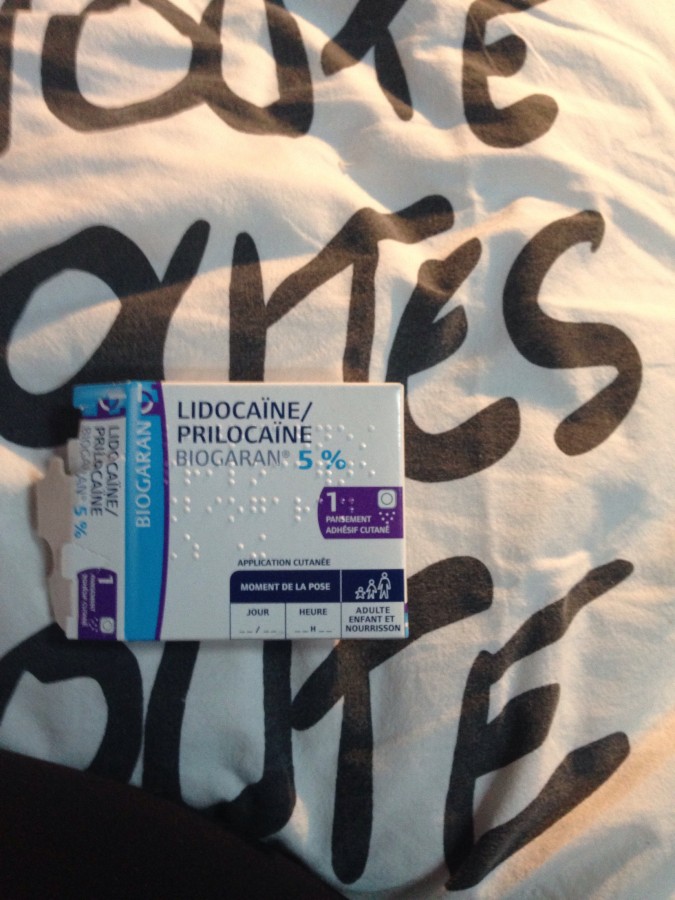 LIDOCAÏNE/
PRILOCAÏNE
BIOGARAN® 5 %
1
PANSEMENT
ADHÉSIF CUTANÉ
APPLICATION CUTANÉE
MOMENT DE LA POSE
JOUR
HEURE
ADULTE
ENFANT ET
NOURRISSON
_ _ / _ _
_ _ H _ _
BIOGARAN
LIDOCAÏNE/
PRILOCAÏNE
BIOGARAN® 5 %
1